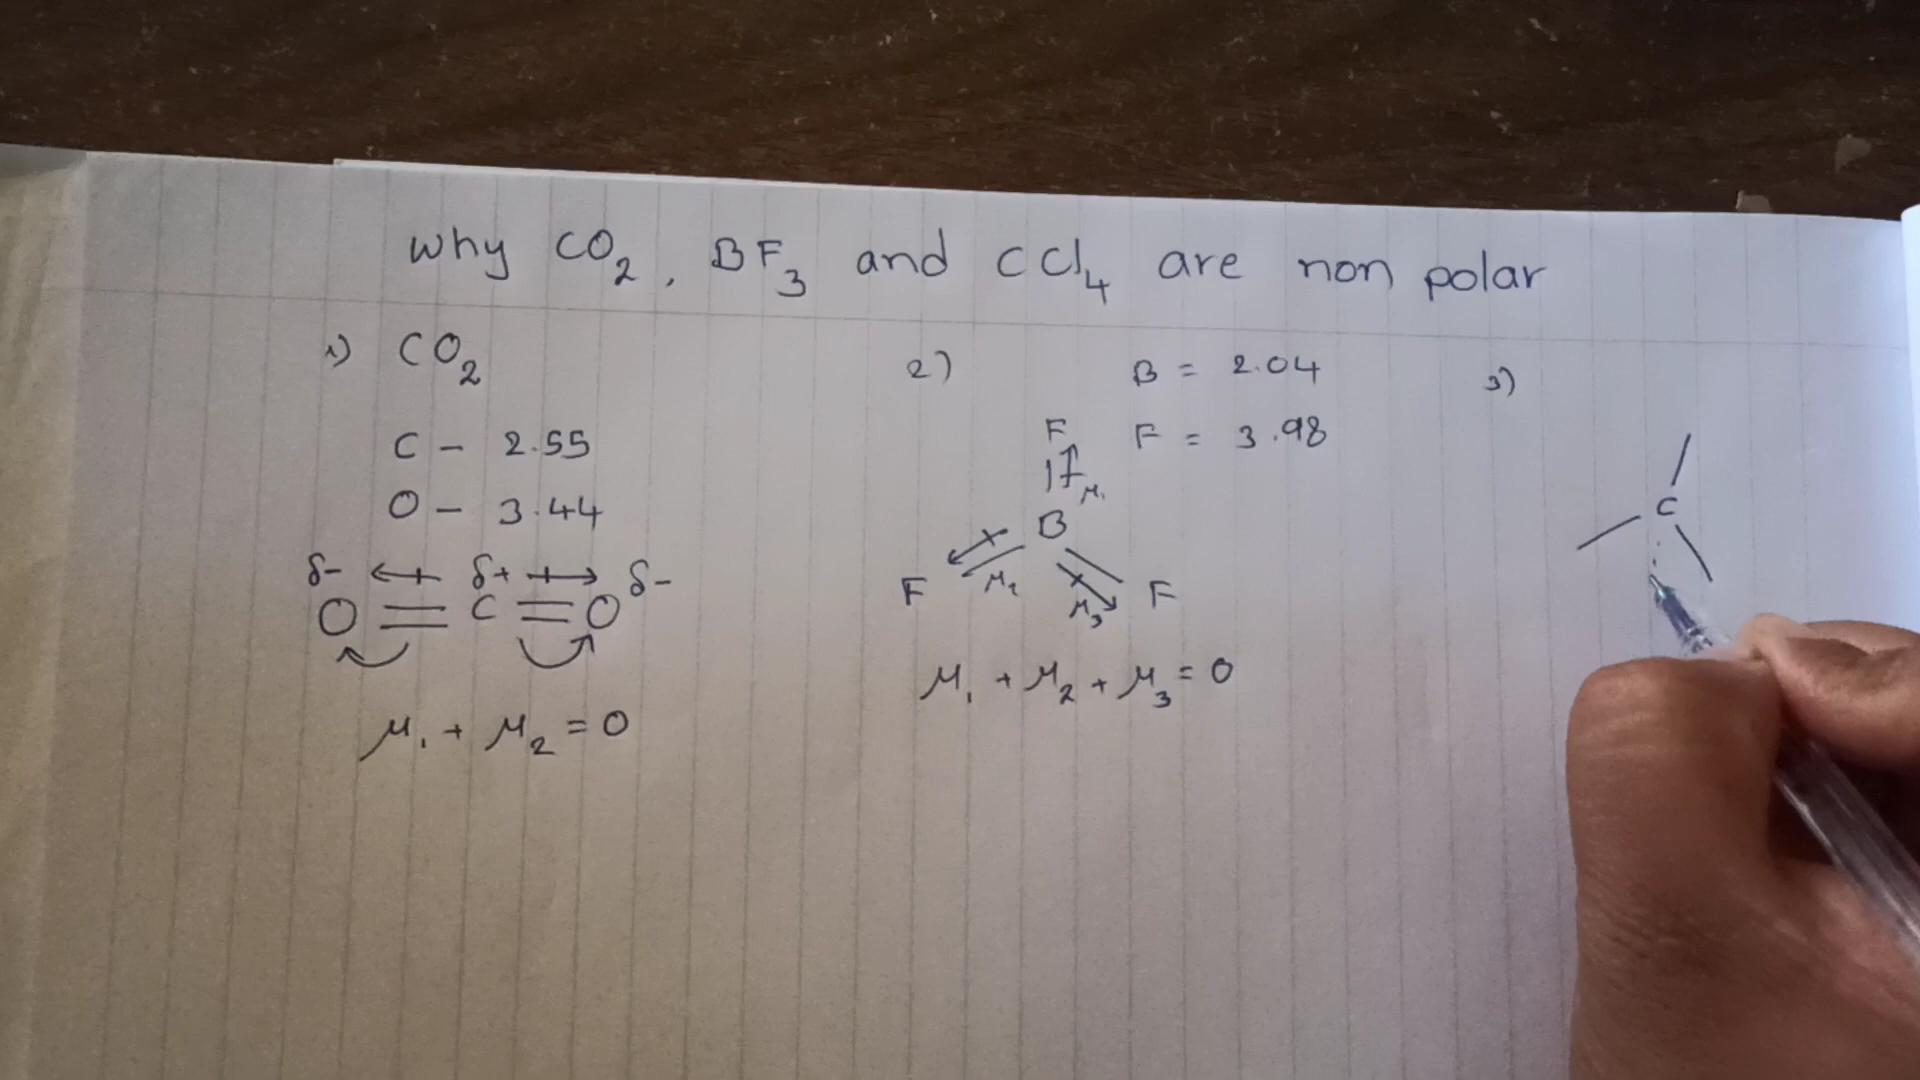 why CO₂, BF₃ and CCl₄ are non polar
1) CO₂
C - 2.55
O - 3.44
δ- δ+ δ-
O = C = O
μ₁ + μ₂ = 0
2)
B = 2.04
F = 3.98
F
μ₁
B
F μ₂ μ₃ F
μ₁ + μ₂ + μ₃ = 0
3)
C